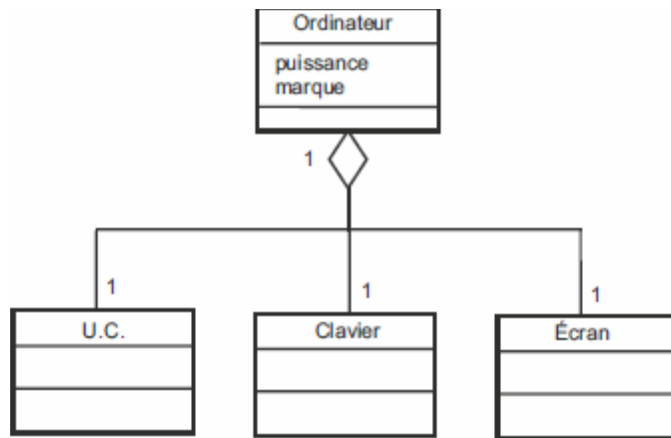 Ordinateur
puissance
marque
1
1
1
1
U.C.
Clavier
Écran